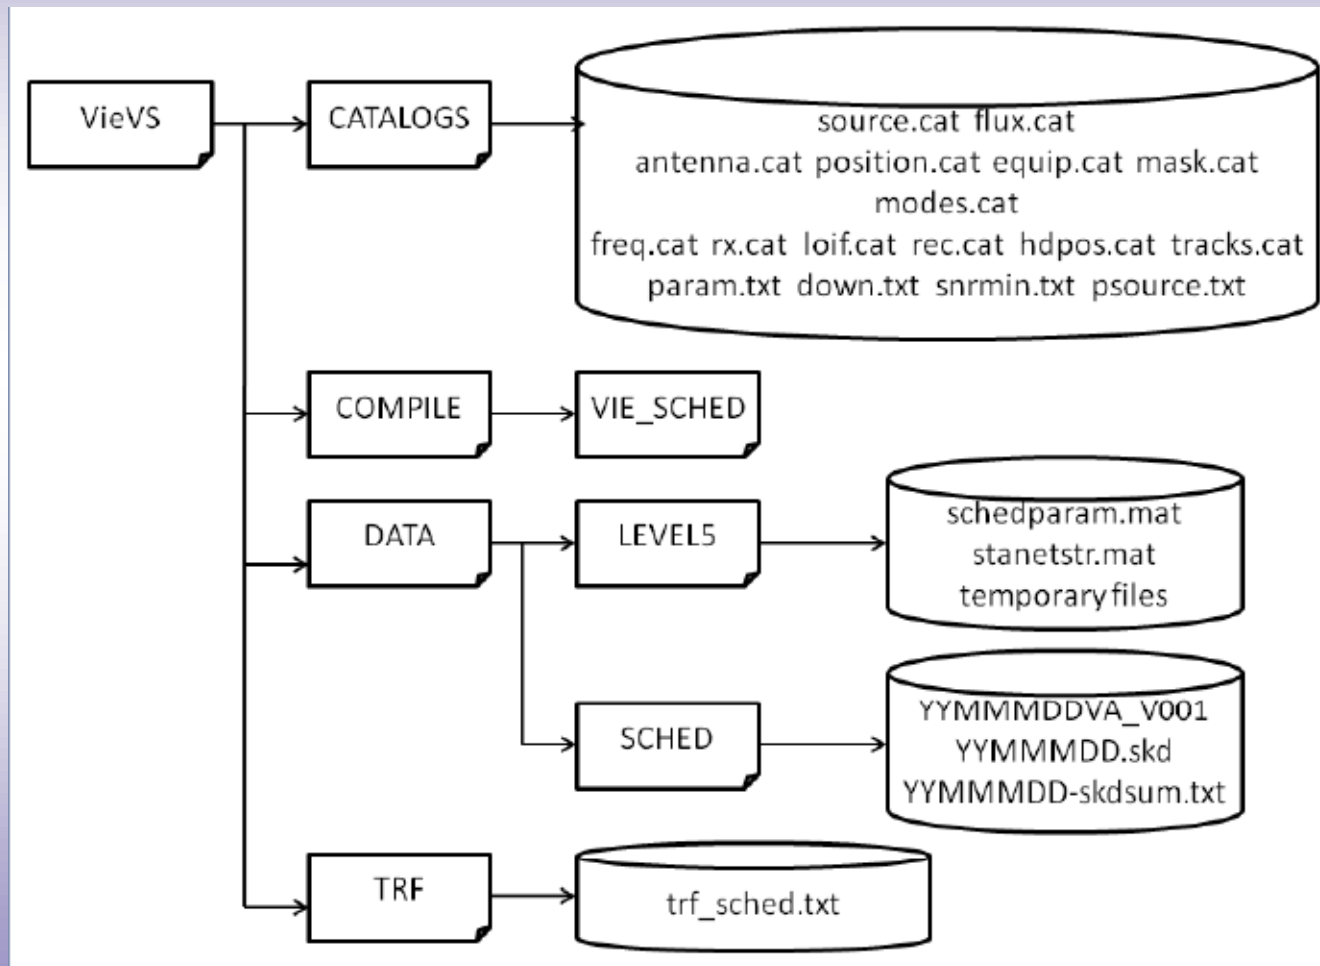 VieVS
CATALOGS
source.cat flux.cat
antenna.cat position.cat equip.cat mask.cat
modes.cat
freq.cat rx.cat loif.cat rec.cat hdpos.cat tracks.cat
param.txt down.txt snrmin.txt psource.txt
COMPILE
VIE_SCHED
DATA
LEVEL5
schedparam.mat
stanetstr.mat
temporary files
SCHED
YYMMMDDVA_V001
YYMMMDD.skd
YYMMMDD-skdsum.txt
TRF
trf_sched.txt